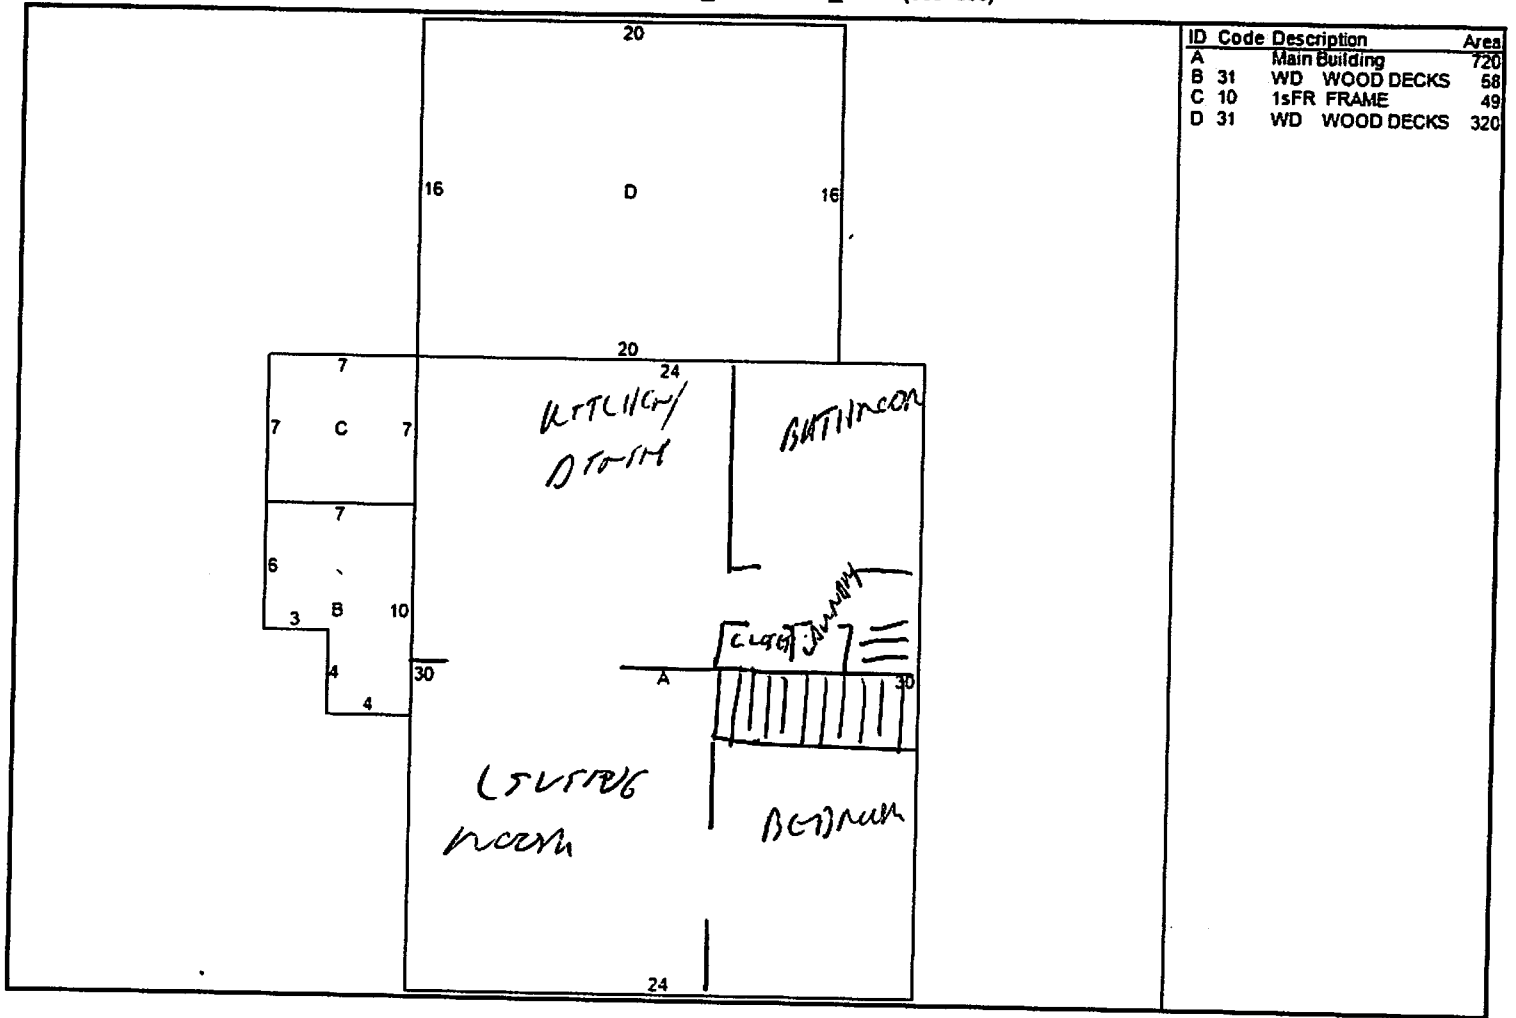 ID Code Description Area
A Main Building 720
B 31 WD WOOD DECKS 58
C 10 1sFR FRAME 49
D 31 WD WOOD DECKS 320
20
16 D 16
20
24
7
7 C 7
KITCHEN/
DINING
BATHROOM
7
6
3 B 10
4
4
CLOSET LAUNDRY
30 A 30
LIVING
ROOM
BEDROOM
24